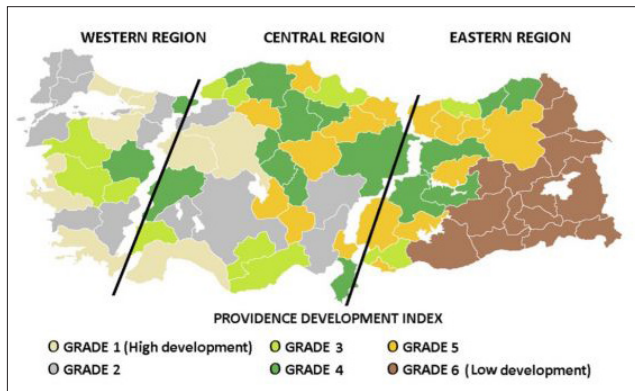 WESTERN REGION CENTRAL REGION EASTERN REGION
PROVIDENCE DEVELOPMENT INDEX
GRADE 1 (High development) GRADE 3 GRADE 5
GRADE 2 GRADE 4 GRADE 6 (Low development)